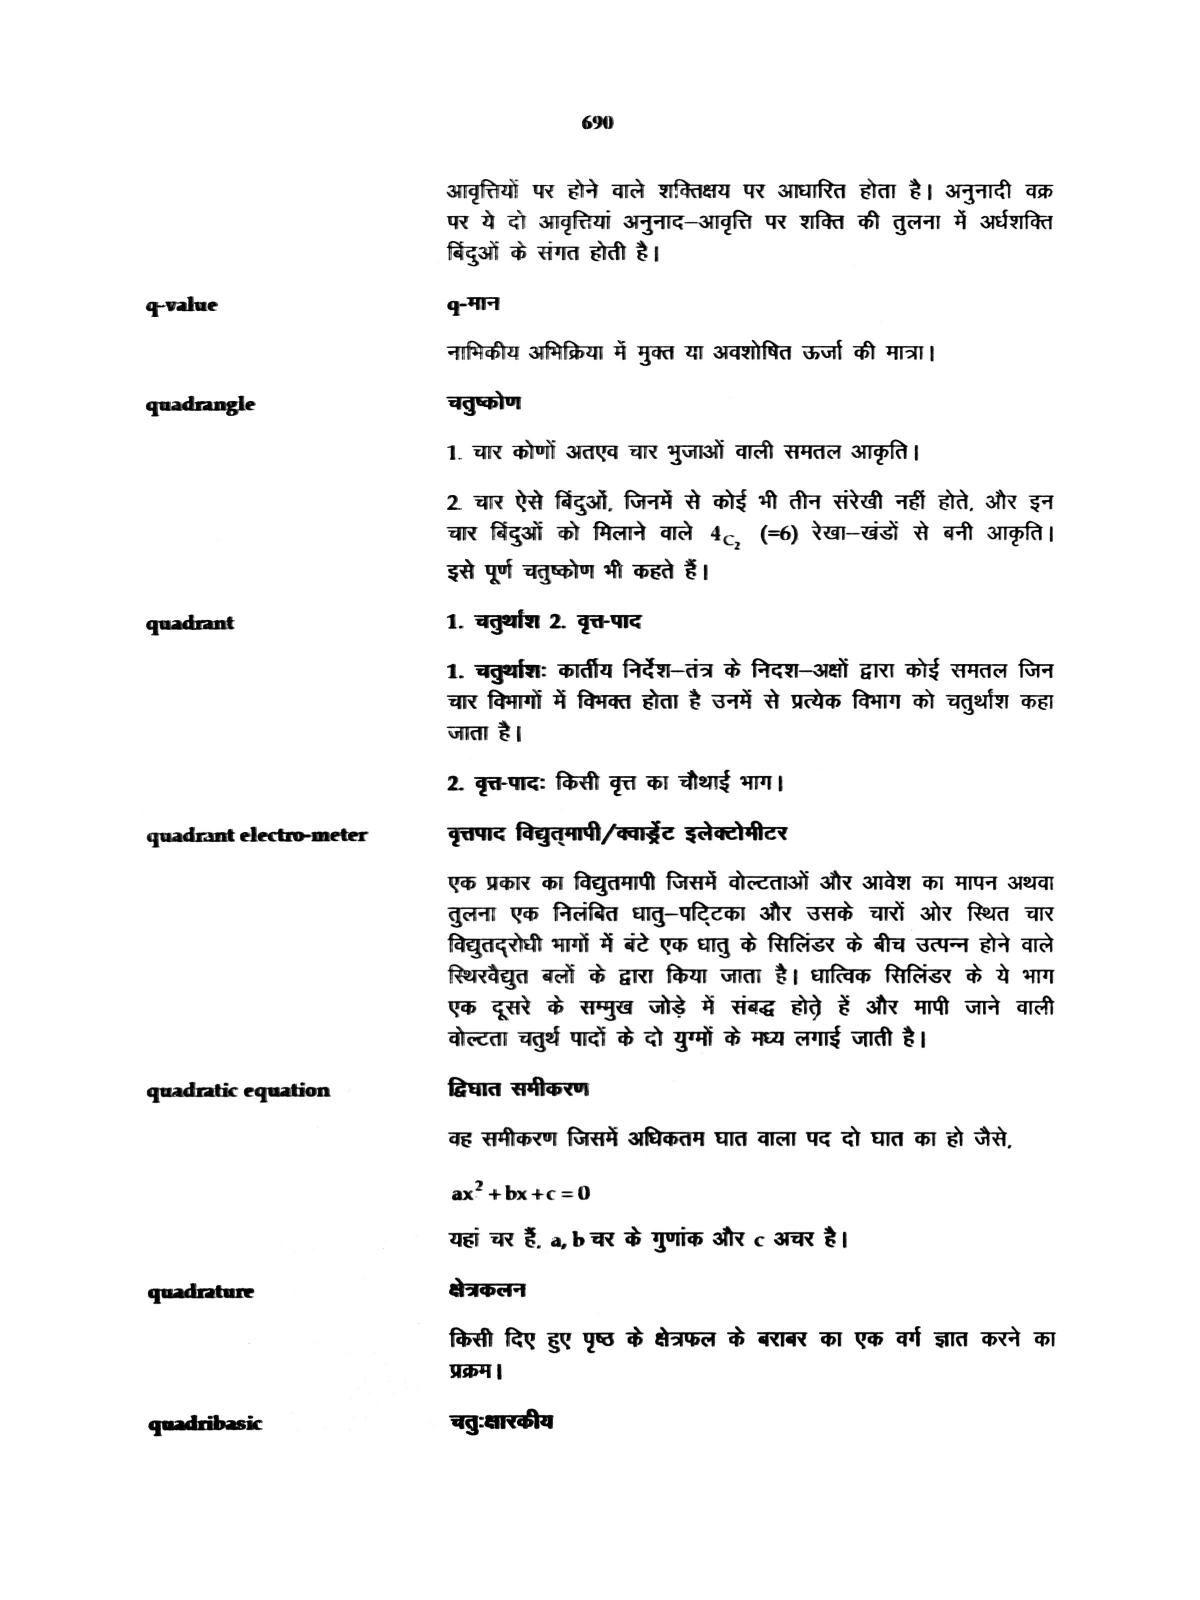 690
आवृत्तियों पर होने वाले शक्तिक्षय पर आधारित होता है। अनुनादी वक्र
पर ये दो आवृत्तियां अनुनाद–आवृत्ति पर शक्ति की तुलना में अर्धशक्ति
बिंदुओं के संगत होती है।
q-value q-मान
नाभिकीय अभिक्रिया में मुक्त या अवशोषित ऊर्जा की मात्रा।
quadrangle चतुष्कोण
1. चार कोणों अतएव चार भुजाओं वाली समतल आकृति।
2. चार ऐसे बिंदुओं, जिनमें से कोई भी तीन संरेखी नहीं होते, और इन
चार बिंदुओं को मिलाने वाले 4C2 (=6) रेखा–खंडों से बनी आकृति।
इसे पूर्ण चतुष्कोण भी कहते हैं।
quadrant 1. चतुर्थांश 2. वृत्त-पाद
1. चतुर्थांशः कार्तीय निर्देश–तंत्र के निदश–अक्षों द्वारा कोई समतल जिन
चार विभागों में विभक्त होता है उनमें से प्रत्येक विभाग को चतुर्थांश कहा
जाता है।
2. वृत्त-पादः किसी वृत्त का चौथाई भाग।
quadrant electro-meter वृत्तपाद विद्युत्‌मापी/क्वार्ड्रेट इलेक्टोमीटर
एक प्रकार का विद्युतमापी जिसमें वोल्टताओं और आवेश का मापन अथवा
तुलना एक निलंबित धातु–पट्‌टिका और उसके चारों ओर स्थित चार
विद्युतद्‌रोधी भागों में बंटे एक धातु के सिलिंडर के बीच उत्पन्न होने वाले
स्थिरवैद्युत बलों के द्वारा किया जाता है। धात्विक सिलिंडर के ये भाग
एक दूसरे के सम्मुख जोड़े में संबद्ध होते हें और मापी जाने वाली
वोल्टता चतुर्थ पादों के दो युग्मों के मध्य लगाई जाती है।
quadratic equation द्विघात समीकरण
वह समीकरण जिसमें अधिकतम घात वाला पद दो घात का हो जैसे,
ax² + bx + c = 0
यहां चर हैं, a, b चर के गुणांक और c अचर है।
quadrature क्षेत्रकलन
किसी दिए हुए पृष्ठ के क्षेत्रफल के बराबर का एक वर्ग ज्ञात करने का
प्रक्रम।
quadribasic चतुःक्षारकीय